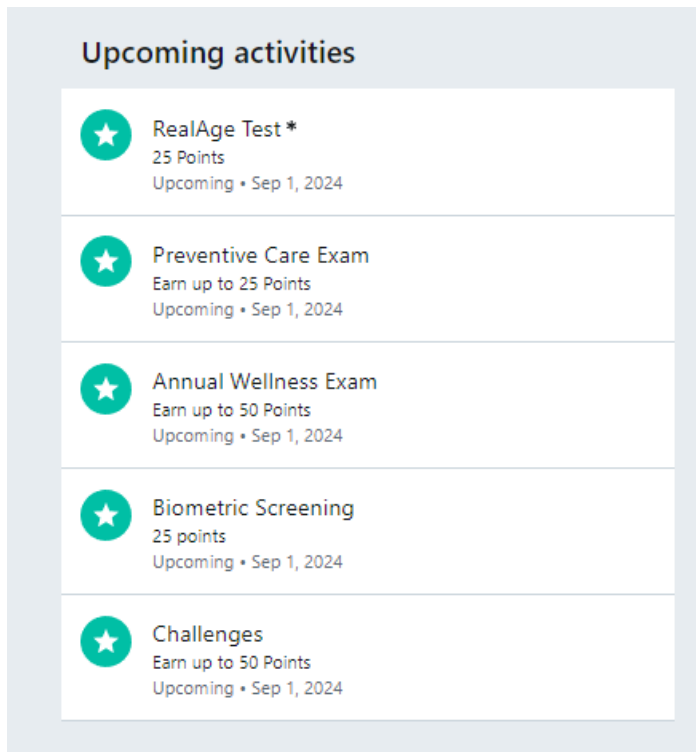 Upcoming activities
RealAge Test *
25 Points
Upcoming • Sep 1, 2024
Preventive Care Exam
Earn up to 25 Points
Upcoming • Sep 1, 2024
Annual Wellness Exam
Earn up to 50 Points
Upcoming • Sep 1, 2024
Biometric Screening
25 points
Upcoming • Sep 1, 2024
Challenges
Earn up to 50 Points
Upcoming • Sep 1, 2024